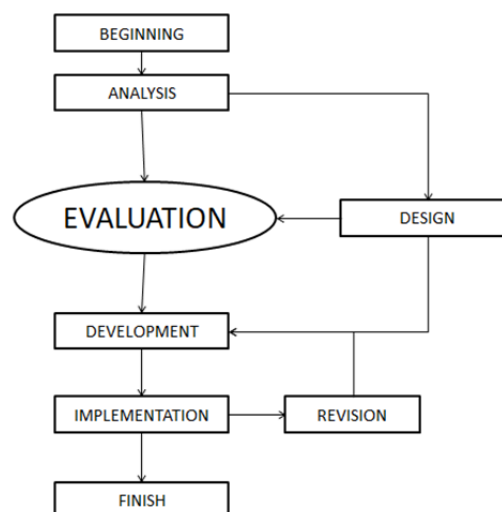 BEGINNING
ANALYSIS
EVALUATION
DESIGN
DEVELOPMENT
IMPLEMENTATION
REVISION
FINISH